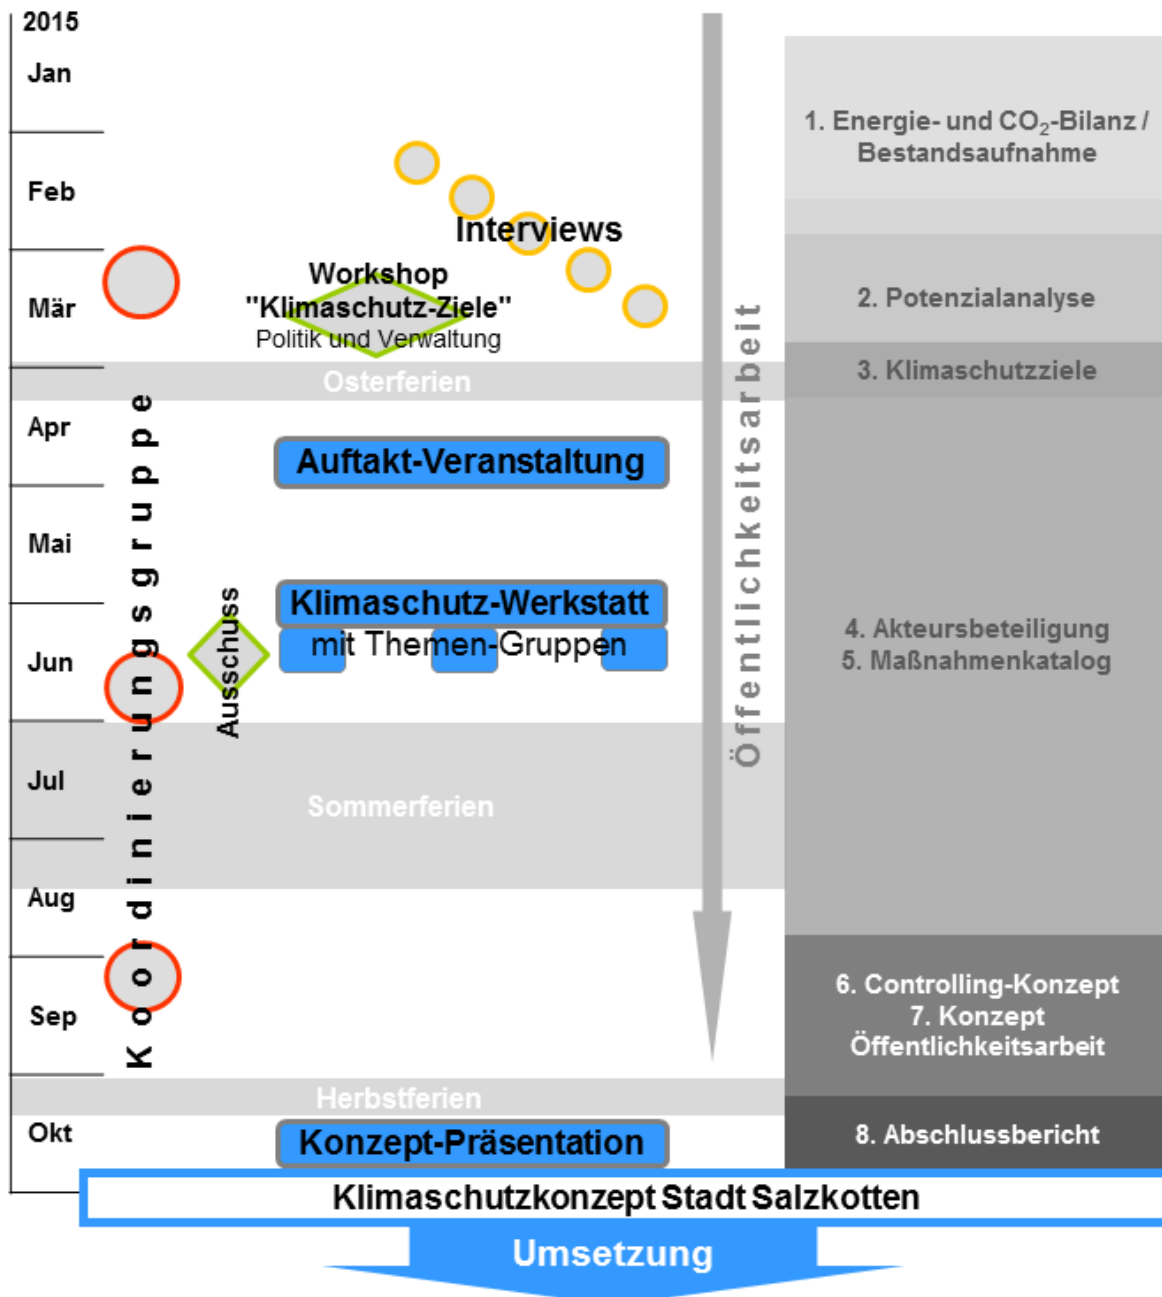 2015
Jan
Feb
Mär
Apr
Mai
Jun
Jul
Aug
Sep
Okt
Koordinierungsgruppe
Interviews
Workshop
"Klimaschutz-Ziele"
Politik und Verwaltung
Osterferien
Auftakt-Veranstaltung
Klimaschutz-Werkstatt
mit Themen-Gruppen
Ausschuss
Sommerferien
Herbstferien
Konzept-Präsentation
Öffentlichkeitsarbeit
1. Energie- und CO₂-Bilanz /
Bestandsaufnahme
2. Potenzialanalyse
3. Klimaschutzziele
4. Akteursbeteiligung
5. Maßnahmenkatalog
6. Controlling-Konzept
7. Konzept
Öffentlichkeitsarbeit
8. Abschlussbericht
Klimaschutzkonzept Stadt Salzkotten
Umsetzung